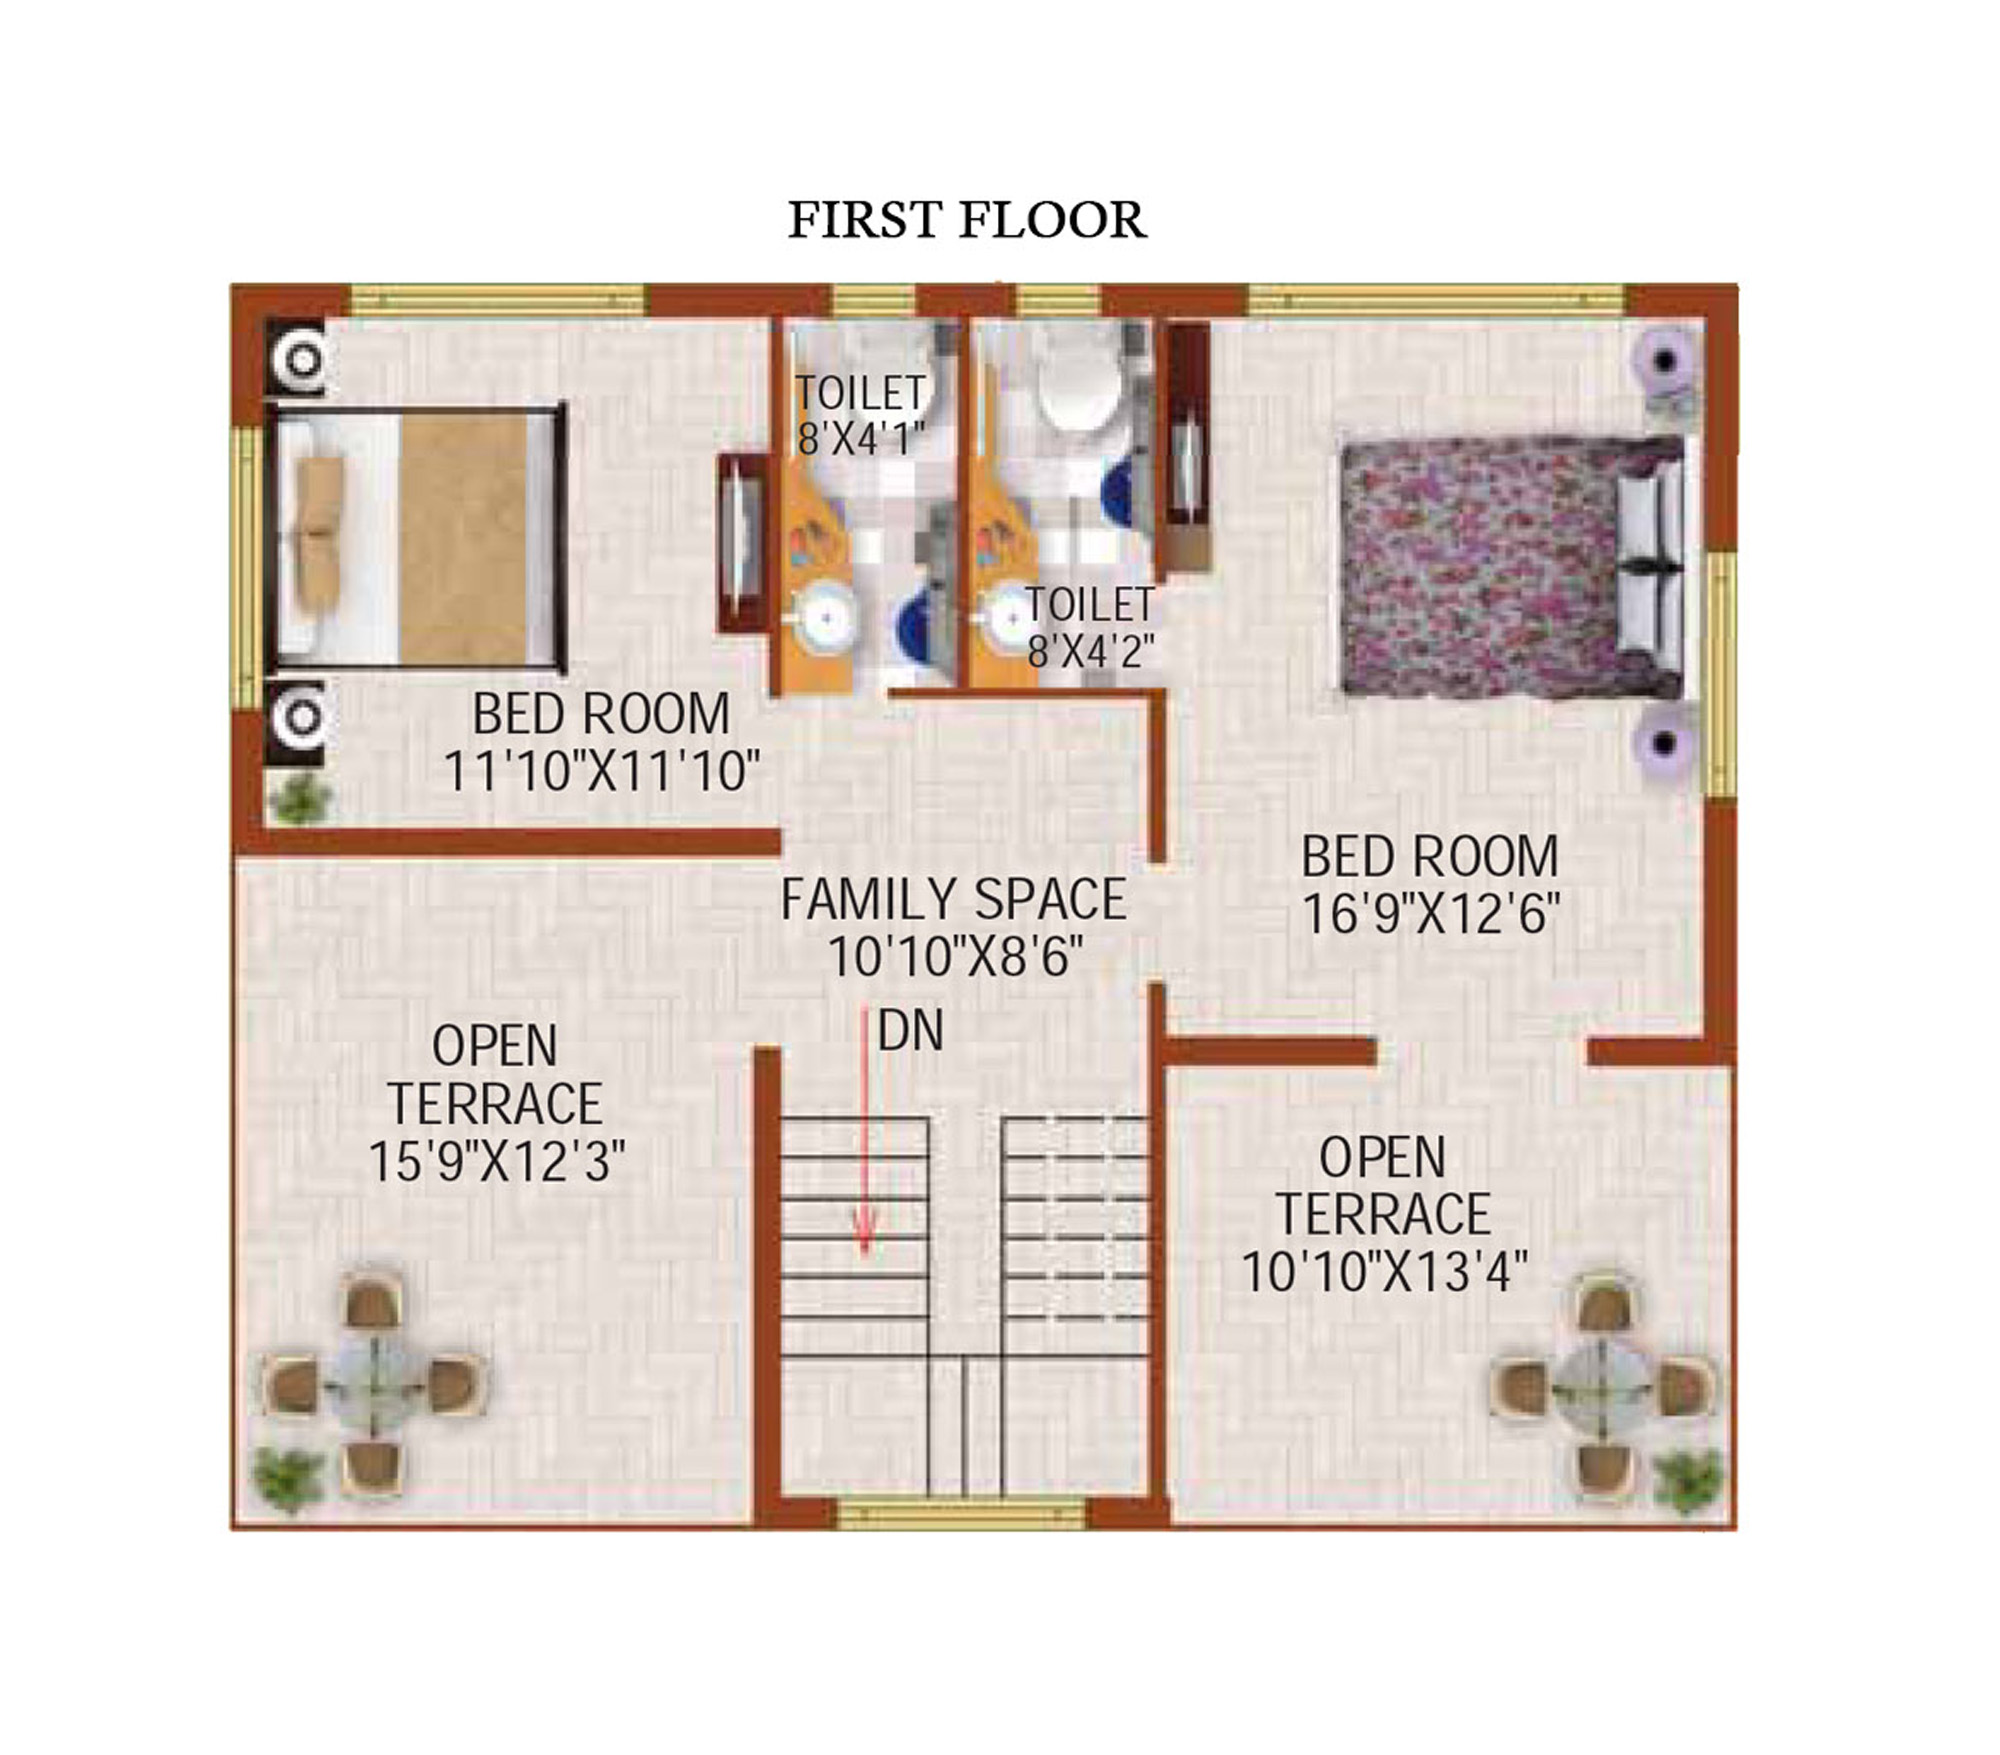 FIRST FLOOR
TOILET
8'X4'1"
TOILET
8'X4'2"
BED ROOM
11'10"X11'10"
BED ROOM
16'9"X12'6"
FAMILY SPACE
10'10"X8'6"
DN
OPEN
TERRACE
15'9"X12'3"
OPEN
TERRACE
10'10"X13'4"